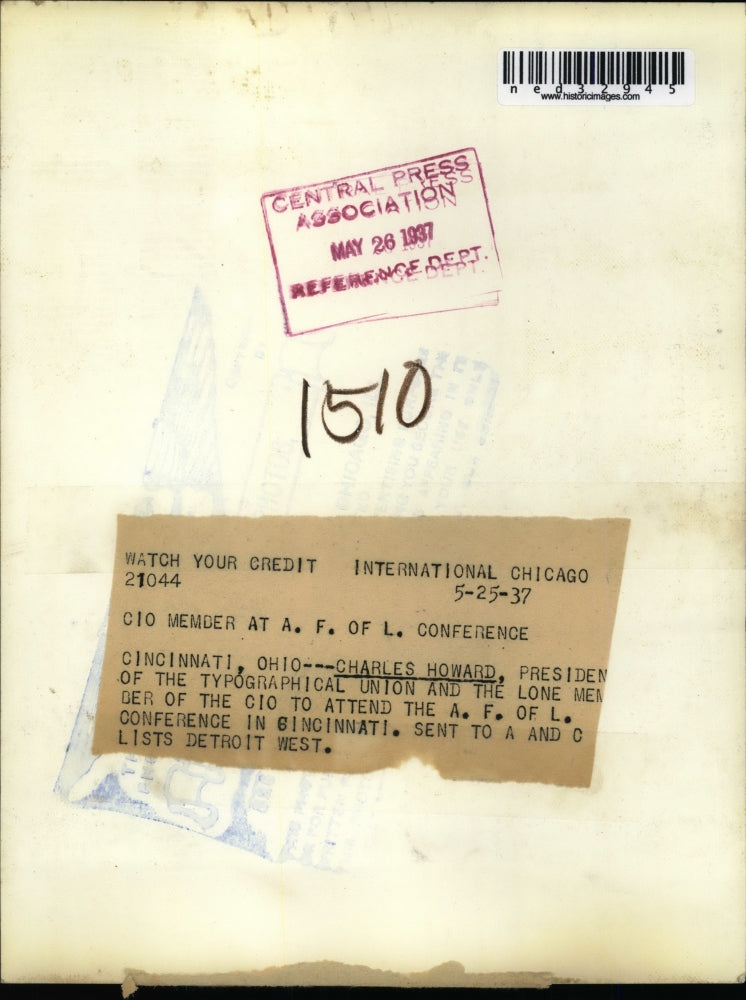 ned32945
www.historicimages.com
CENTRAL PRESS
ASSOCIATION
MAY 26 1937
REFERENCE DEPT.
1510
WATCH YOUR CREDIT INTERNATIONAL CHICAGO
21044 5-25-37
CIO MEMBER AT A. F. OF L. CONFERENCE
CINCINNATI, OHIO---CHARLES HOWARD, PRESIDEN
OF THE TYPOGRAPHICAL UNION AND THE LONE MEM
BER OF THE CIO TO ATTEND THE A. F. OF L.
CONFERENCE IN CINCINNATI. SENT TO A AND C
LISTS DETROIT WEST.